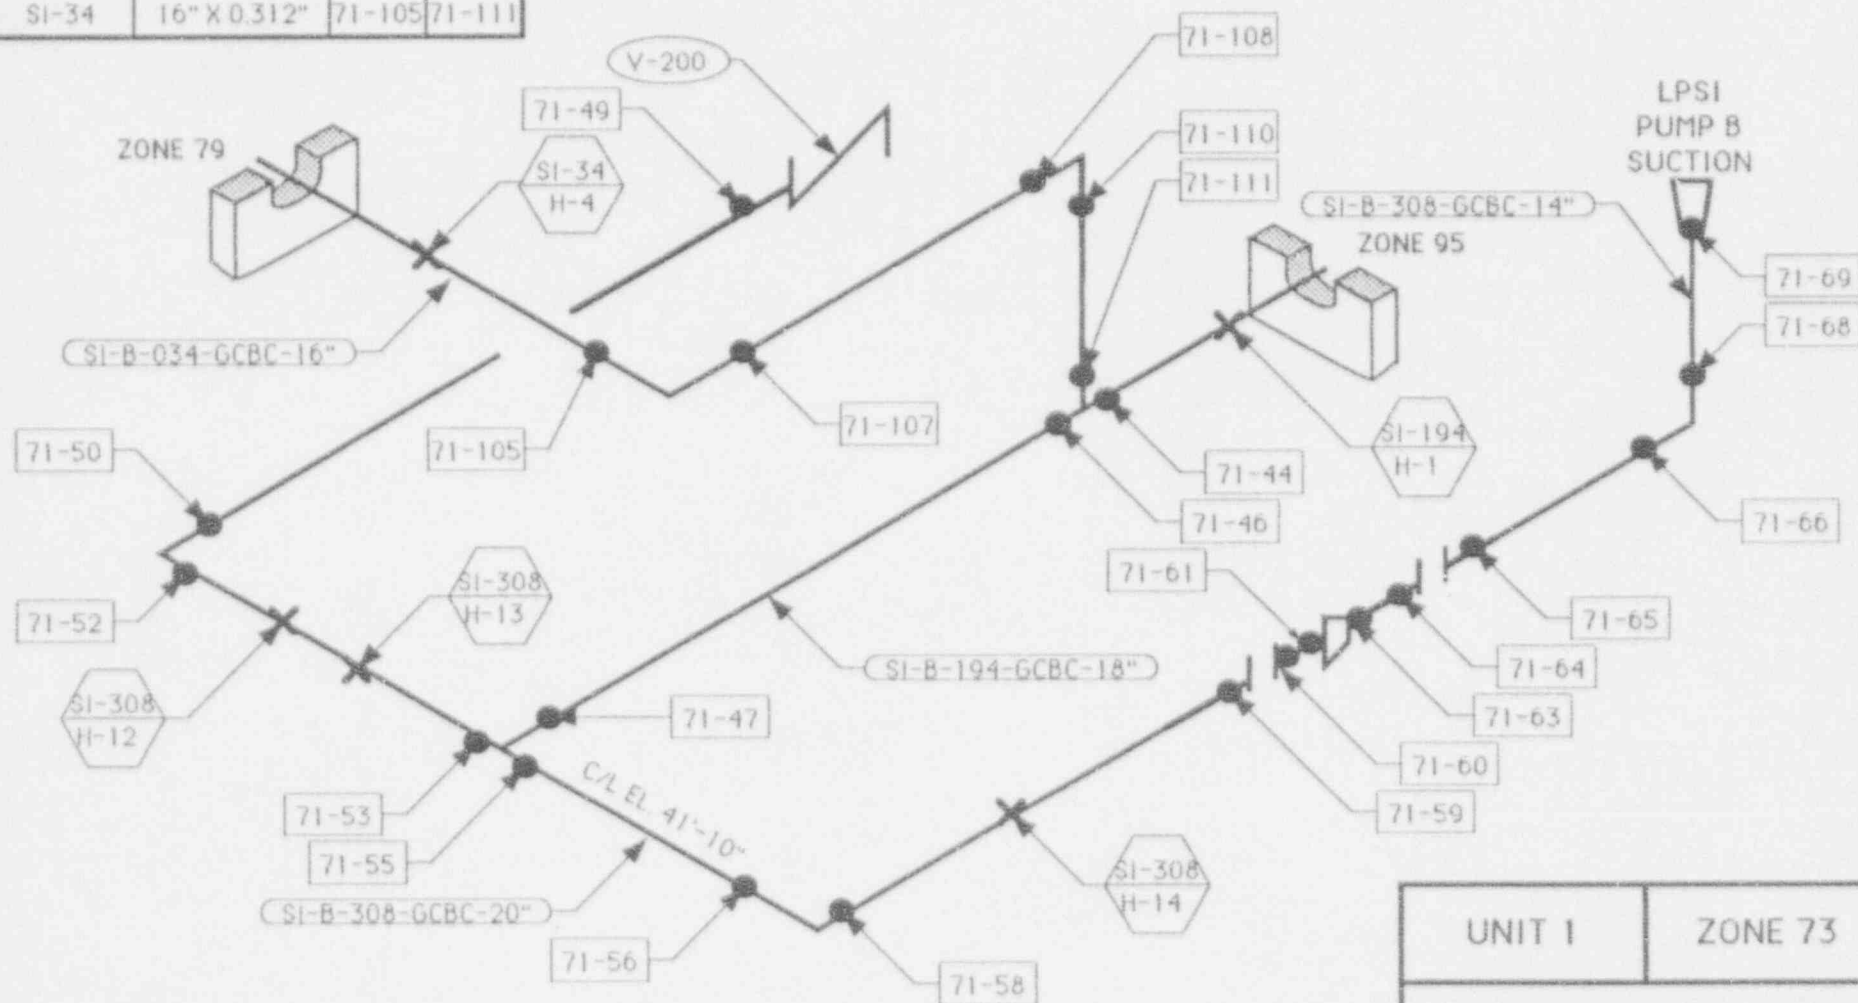 SI-34 16" X 0.312" 71-105 71-111
71-108
V-200
LPSI
PUMP B
SUCTION
71-49
71-110
ZONE 79
SI-34
H-4
71-111
SI-B-308-GCBC-14"
ZONE 95
71-69
71-68
SI-B-034-GCBC-16"
71-50
71-105
71-107
SI-194
H-1
71-44
71-46
71-66
71-61
SI-308
H-13
71-52
71-65
SI-B-194-GCBC-18"
71-64
SI-308
H-12
71-47
71-63
71-60
C/L EL. 41'-10"
71-53
71-59
71-55
SI-308
H-14
SI-B-308-GCBC-20"
71-56
71-58
UNIT 1
ZONE 73